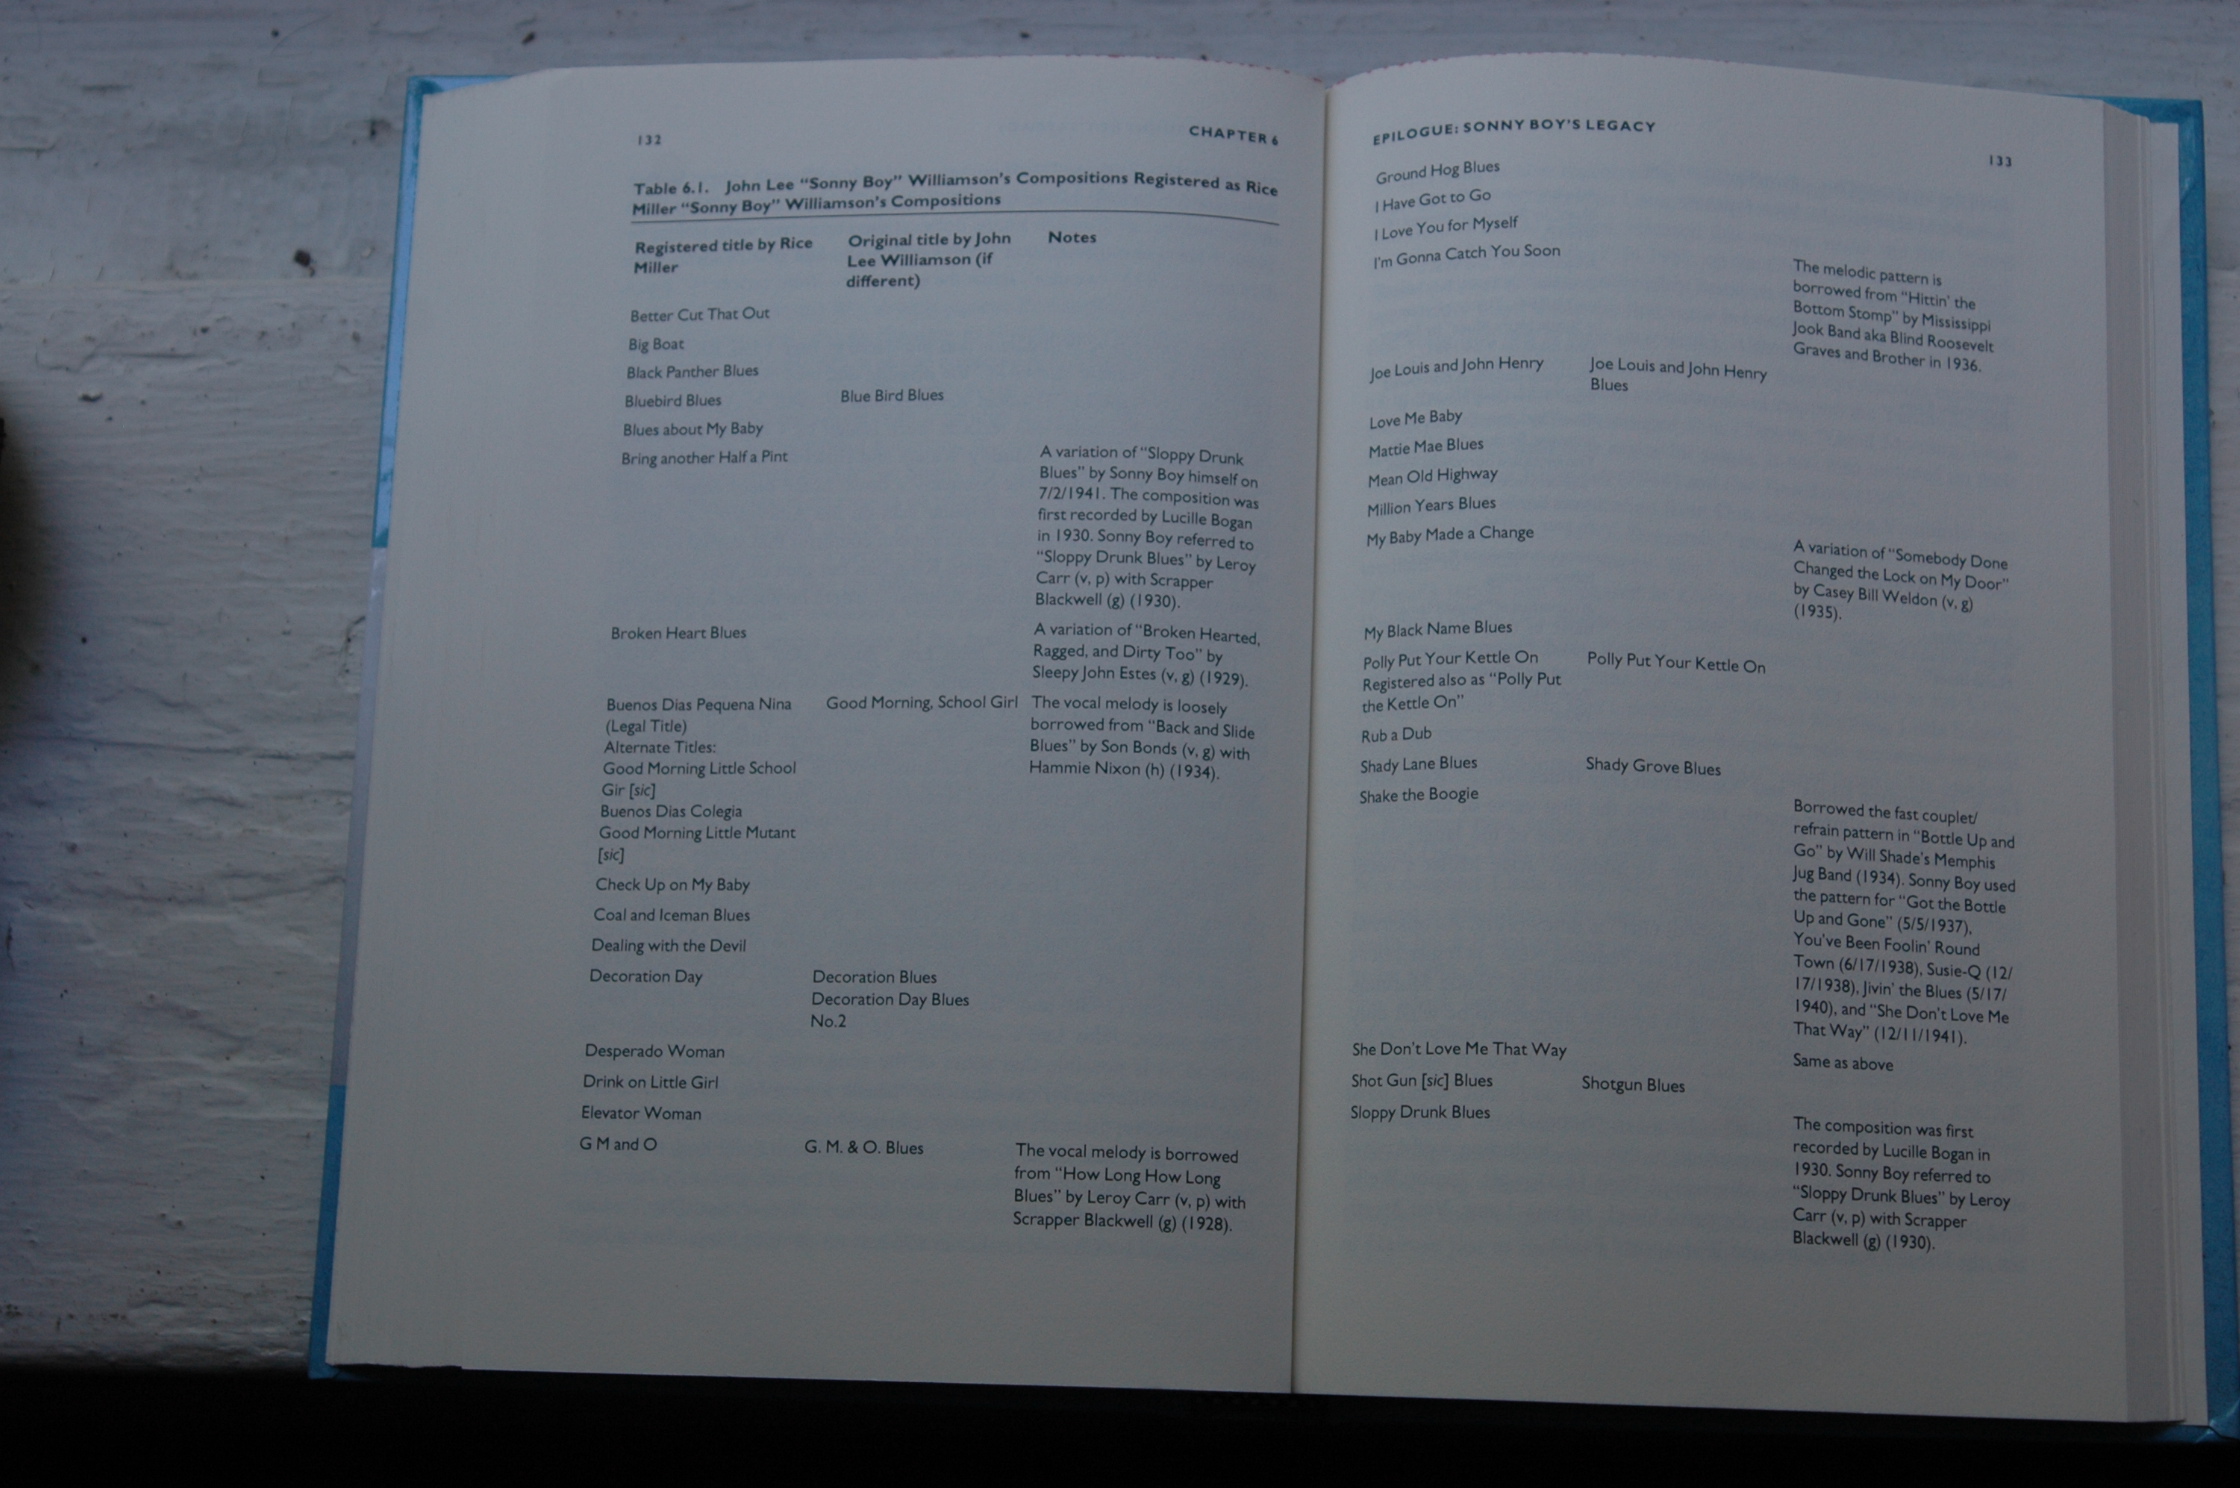 132
CHAPTER 6
Table 6.1. John Lee “Sonny Boy” Williamson’s Compositions Registered as Rice
Miller “Sonny Boy” Williamson’s Compositions
Registered title by Rice
Miller
Original title by John
Lee Williamson (if
different)
Notes
Better Cut That Out
Big Boat
Black Panther Blues
Bluebird Blues
Blue Bird Blues
Blues about My Baby
Bring another Half a Pint
A variation of “Sloppy Drunk
Blues” by Sonny Boy himself on
7/2/1941. The composition was
first recorded by Lucille Bogan
in 1930. Sonny Boy referred to
“Sloppy Drunk Blues” by Leroy
Carr (v, p) with Scrapper
Blackwell (g) (1930).
Broken Heart Blues
A variation of “Broken Hearted,
Ragged, and Dirty Too” by
Sleepy John Estes (v, g) (1929).
Buenos Dias Pequena Nina
(Legal Title)
Alternate Titles:
Good Morning Little School
Gir [sic]
Buenos Dias Colegia
Good Morning Little Mutant
[sic]
Good Morning, School Girl
The vocal melody is loosely
borrowed from “Back and Slide
Blues” by Son Bonds (v, g) with
Hammie Nixon (h) (1934).
Check Up on My Baby
Coal and Iceman Blues
Dealing with the Devil
Decoration Day
Decoration Blues
Decoration Day Blues
No.2
Desperado Woman
Drink on Little Girl
Elevator Woman
G M and O
G. M. & O. Blues
The vocal melody is borrowed
from “How Long How Long
Blues” by Leroy Carr (v, p) with
Scrapper Blackwell (g) (1928).
EPILOGUE: SONNY BOY’S LEGACY
133
Ground Hog Blues
I Have Got to Go
I Love You for Myself
I’m Gonna Catch You Soon
The melodic pattern is
borrowed from “Hittin’ the
Bottom Stomp” by Mississippi
Jook Band aka Blind Roosevelt
Graves and Brother in 1936.
Joe Louis and John Henry
Joe Louis and John Henry
Blues
Love Me Baby
Mattie Mae Blues
Mean Old Highway
Million Years Blues
My Baby Made a Change
A variation of “Somebody Done
Changed the Lock on My Door”
by Casey Bill Weldon (v, g)
(1935).
My Black Name Blues
Polly Put Your Kettle On
Registered also as “Polly Put
the Kettle On”
Polly Put Your Kettle On
Rub a Dub
Shady Lane Blues
Shady Grove Blues
Shake the Boogie
Borrowed the fast couplet/
refrain pattern in “Bottle Up and
Go” by Will Shade’s Memphis
Jug Band (1934). Sonny Boy used
the pattern for “Got the Bottle
Up and Gone” (5/5/1937),
You’ve Been Foolin’ Round
Town (6/17/1938), Susie-Q (12/
17/1938), Jivin’ the Blues (5/17/
1940), and “She Don’t Love Me
That Way” (12/11/1941).
She Don’t Love Me That Way
Same as above
Shot Gun [sic] Blues
Shotgun Blues
Sloppy Drunk Blues
The composition was first
recorded by Lucille Bogan in
1930. Sonny Boy referred to
“Sloppy Drunk Blues” by Leroy
Carr (v, p) with Scrapper
Blackwell (g) (1930).